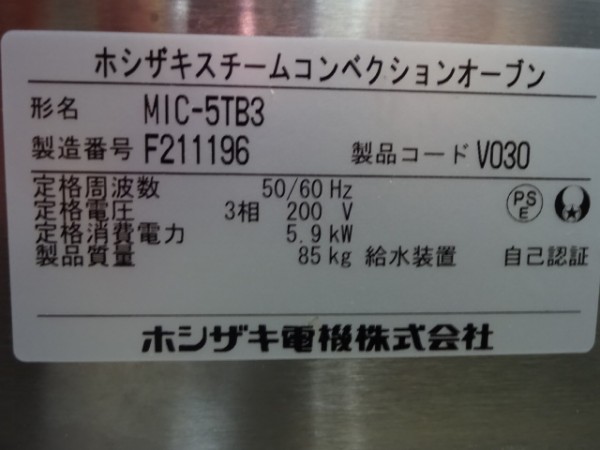 ホシザキスチームコンベクションオーブン
形名 MIC-5TB3
製造番号 F211196 製品コード V030
定格周波数 50/60 Hz
定格電圧 3相 200 V
定格消費電力 5.9 kW
製品質量 85kg 給水装置 自己認証
PS
E
ホシザキ電機株式会社